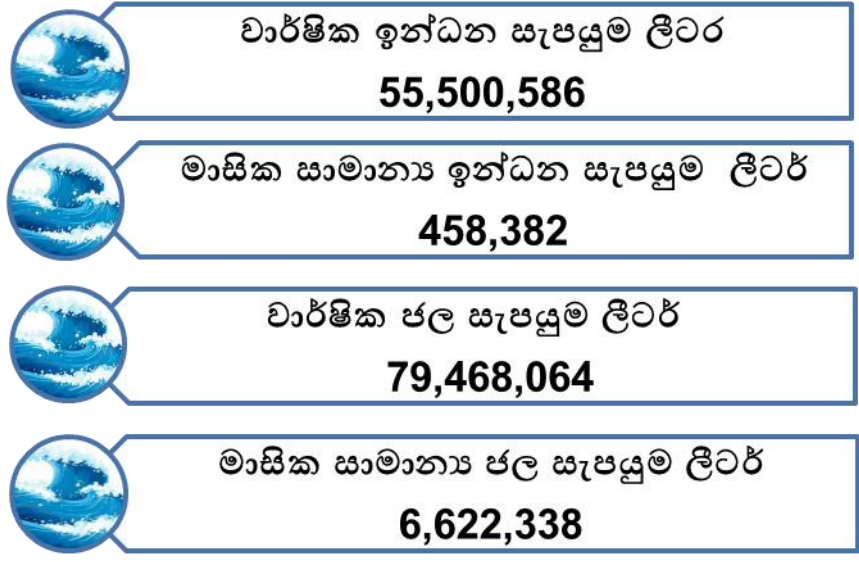 වාර්ෂික ඉන්ධන සැපයුම ලීටර
55,500,586
මාසික සාමාන්‍ය ඉන්ධන සැපයුම ලීටර්
458,382
වාර්ෂික ජල සැපයුම ලීටර්
79,468,064
මාසික සාමාන්‍ය ජල සැපයුම ලීටර්
6,622,338